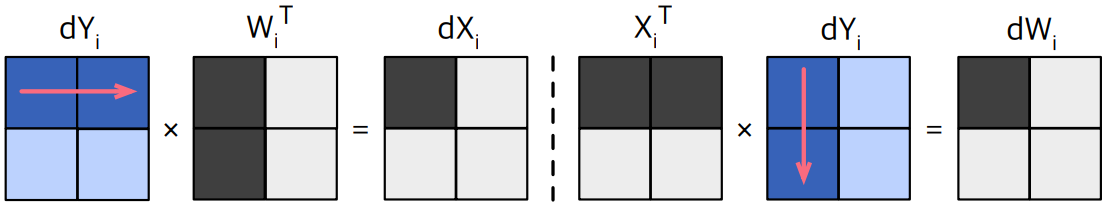 dYᵢ × Wᵢᵀ = dXᵢ
Xᵢᵀ × dYᵢ = dWᵢ